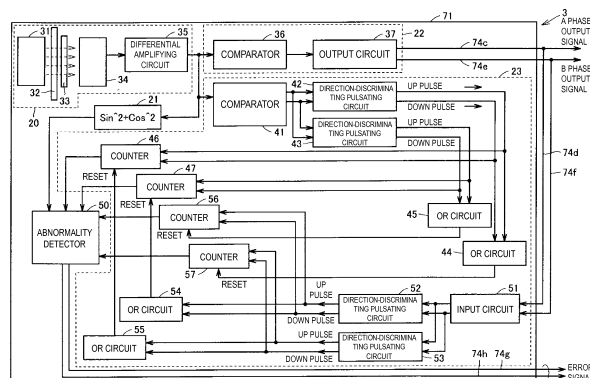 71
3
A PHASE
OUTPUT
SIGNAL
31
35
DIFFERENTIAL
AMPLIFYING
CIRCUIT
36
COMPARATOR
37
OUTPUT CIRCUIT
22
74c
74e
B PHASE
OUTPUT
SIGNAL
32
33
34
20
21
Sin^2+Cos^2
COMPARATOR
41
42
DIRECTION-DISCRIMINA
TING PULSATING
CIRCUIT
UP PULSE
DOWN PULSE
23
43
DIRECTION-DISCRIMINA
TING PULSATING
CIRCUIT
UP PULSE
DOWN PULSE
74d
74f
46
COUNTER
RESET
47
COUNTER
RESET
56
COUNTER
RESET
45
OR CIRCUIT
50
ABNORMALITY
DETECTOR
COUNTER
57
RESET
44
OR CIRCUIT
54
OR CIRCUIT
UP
PULSE
DOWN PULSE
52
DIRECTION-DISCRIMINA
TING PULSATING
CIRCUIT
51
INPUT CIRCUIT
55
OR CIRCUIT
UP PULSE
DOWN PULSE
DIRECTION-DISCRIMINA
TING PULSATING
CIRCUIT
53
74h
74g
ERROR
SIGNAL